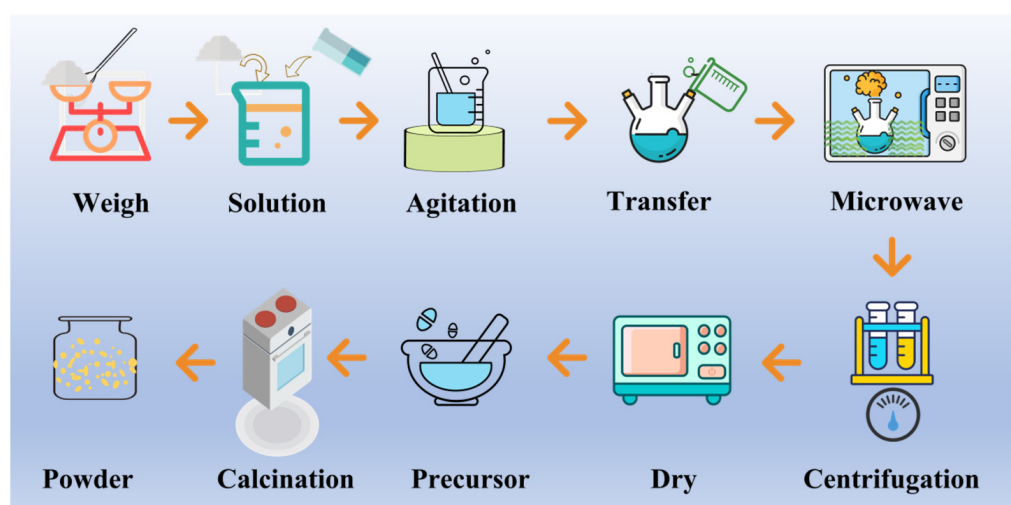 Weigh
Solution
Agitation
Transfer
Microwave
Powder
Calcination
Precursor
Dry
Centrifugation